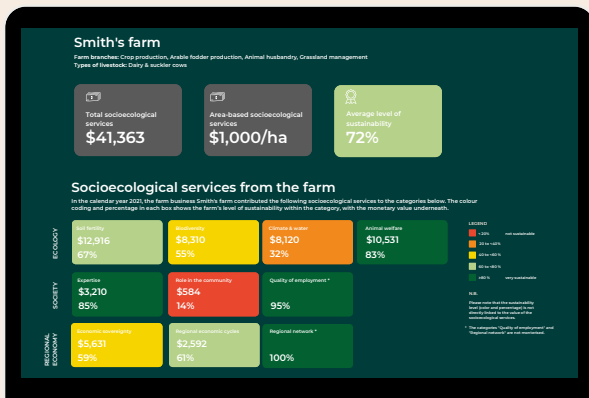 Smith's farm
Farm branches: Crop production, Arable fodder production, Animal husbandry, Grassland management
Types of livestock: Dairy & suckler cows
Total socioecological
services
$41,363
Area-based socioecological
services
$1,000/ha
Average level of
sustainability
72%
Socioecological services from the farm
In the calendar year 2021, the farm business Smith's farm contributed the following socioecological services to the categories below. The colour
coding and percentage in each box shows the farm's level of sustainability within the category, with the monetary value underneath.
ECOLOGY
Soil fertility
$12,916
67%
Biodiversity
$8,310
55%
Climate & water
$8,120
32%
Animal welfare
$10,531
83%
SOCIETY
Expertise
$3,210
85%
Role in the community
$584
14%
Quality of employment *
95%
REGIONAL
ECONOMY
Economic sovereignty
$5,631
59%
Regional economic cycles
$2,592
61%
Regional network *
100%
LEGEND
<20% not sustainable
20 to <40%
40 to <60 %
60 to <80 %
>80 % very sustainable
N.B.
Please note that the sustainability
level (color and percentage) is not
directly linked to the value of the
socioecological services.
* The categories "Quality of employment" and
"Regional network" are not monetised.